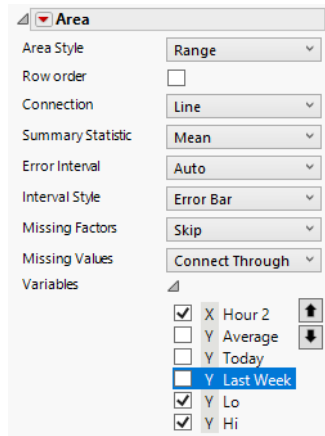 Area
Area Style Range
Row order
Connection Line
Summary Statistic Mean
Error Interval Auto
Interval Style Error Bar
Missing Factors Skip
Missing Values Connect Through
Variables
X Hour 2
Y Average
Y Today
Y Last Week
Y Lo
Y Hi